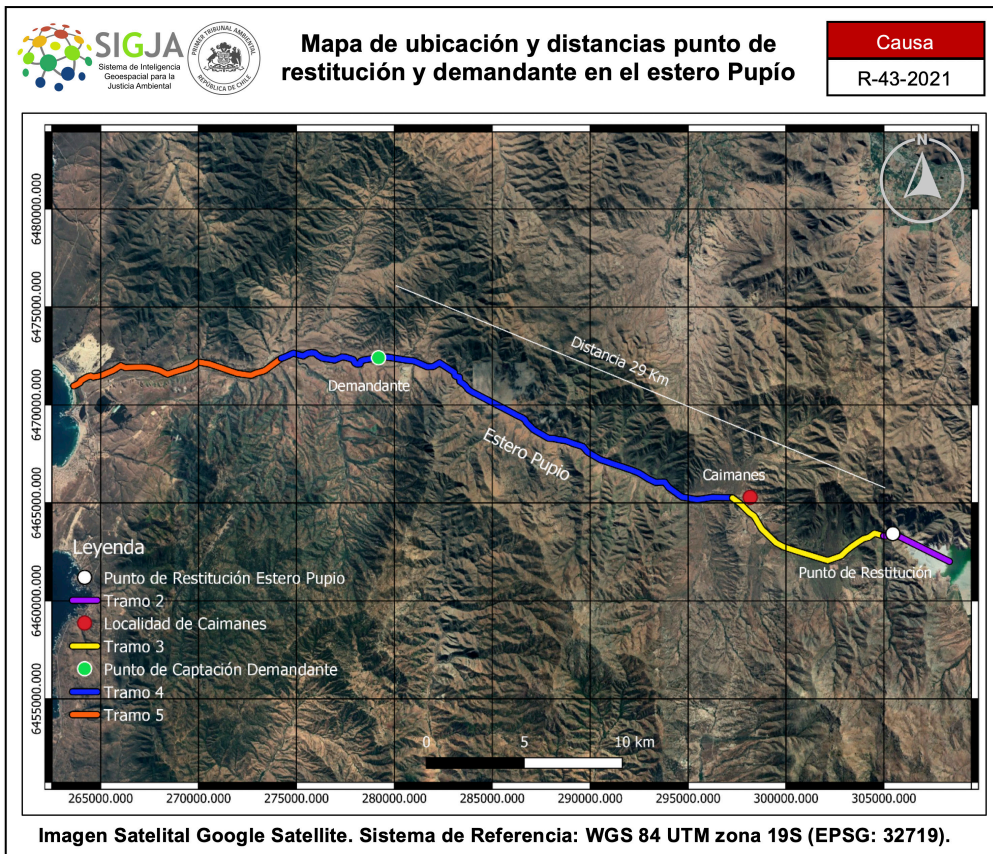 SIGJA
Sistema de Inteligencia
Geoespacial para la
Justicia Ambiental
PRIMER TRIBUNAL AMBIENTAL
REPÚBLICA DE CHILE
Mapa de ubicación y distancias punto de
restitución y demandante en el estero Pupío
Causa
R-43-2021
N
6480000.000
6475000.000
6470000.000
6465000.000
6460000.000
6455000.000
Distancia 29 Km
Demandante
Estero Pupio
Caimanes
Punto de Restitución
Leyenda
Punto de Restitución Estero Pupio
Tramo 2
Localidad de Caimanes
Tramo 3
Punto de Captación Demandante
Tramo 4
Tramo 5
0 5 10 km
265000.000 270000.000 275000.000 280000.000 285000.000 290000.000 295000.000 300000.000 305000.000
Imagen Satelital Google Satellite. Sistema de Referencia: WGS 84 UTM zona 19S (EPSG: 32719).